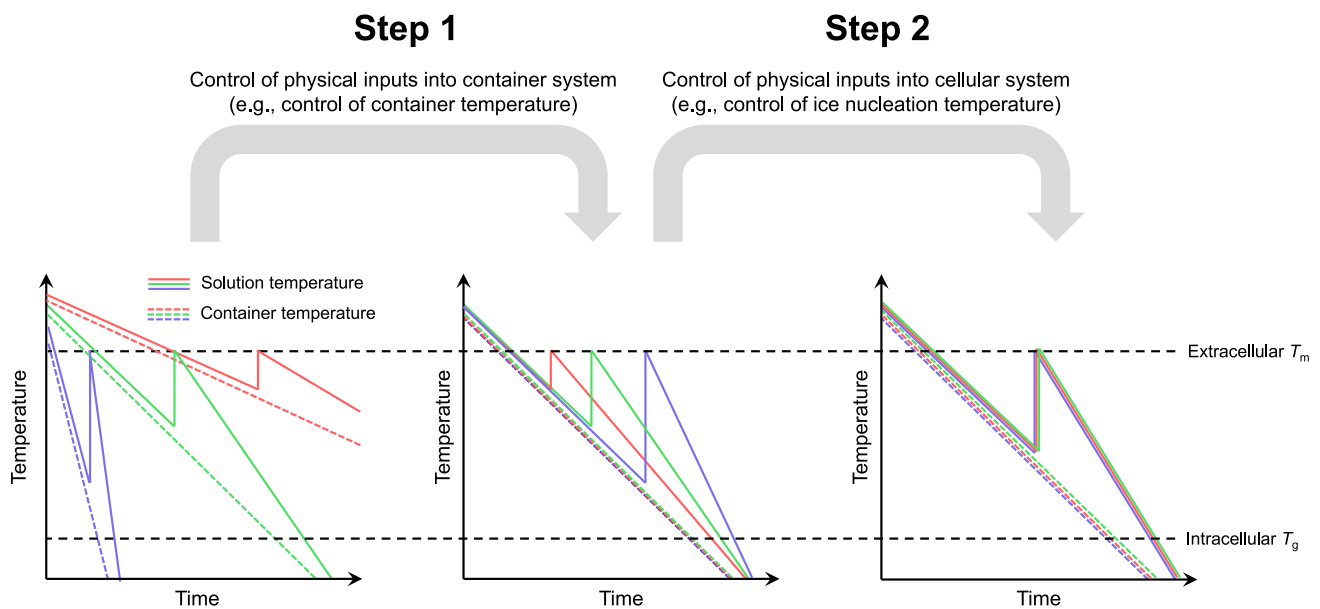 Step 1
Step 2
Control of physical inputs into container system
(e.g., control of container temperature)
Control of physical inputs into cellular system
(e.g., control of ice nucleation temperature)
Solution temperature
Container temperature
Extracellular Tm
Intracellular Tg
Temperature
Time
Temperature
Time
Temperature
Time